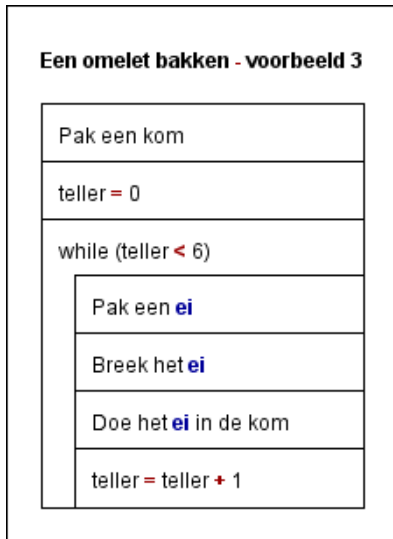 Een omelet bakken - voorbeeld 3
Pak een kom
teller = 0
while (teller < 6)
Pak een ei
Breek het ei
Doe het ei in de kom
teller = teller + 1